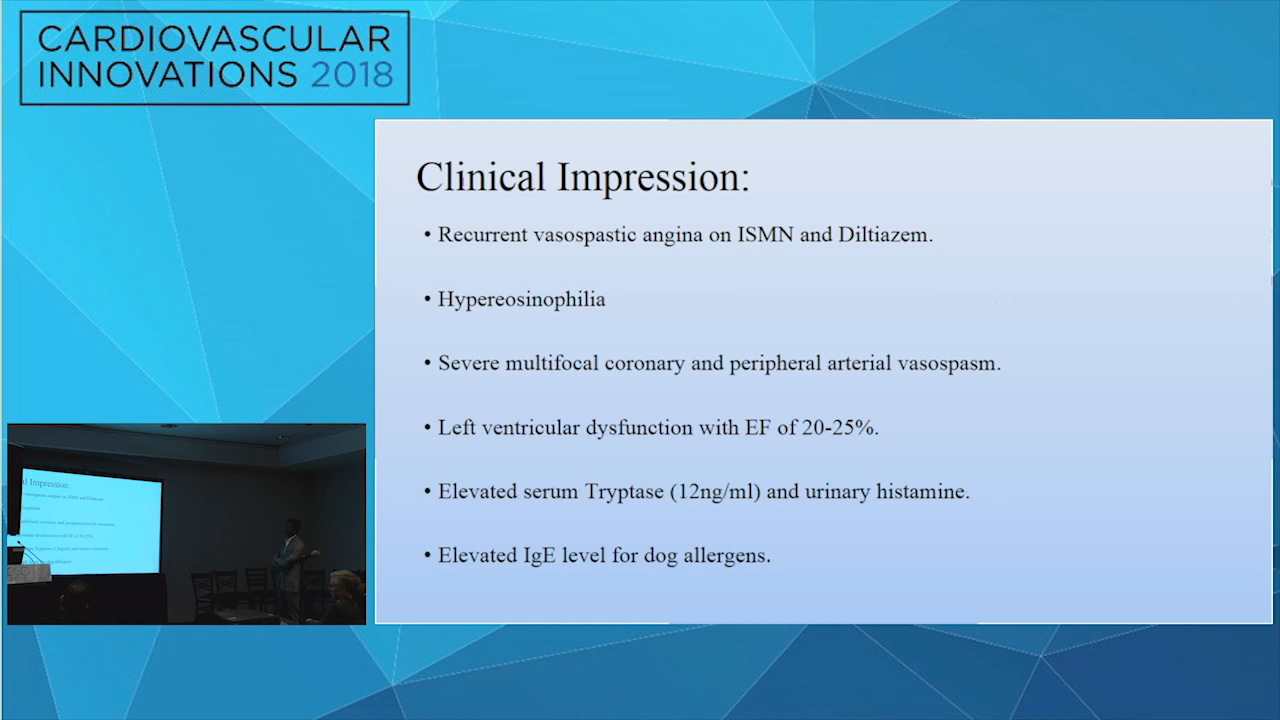 CARDIOVASCULAR
INNOVATIONS 2018
Clinical Impression:
• Recurrent vasospastic angina on ISMN and Diltiazem.
• Hypereosinophilia
• Severe multifocal coronary and peripheral arterial vasospasm.
• Left ventricular dysfunction with EF of 20-25%.
• Elevated serum Tryptase (12ng/ml) and urinary histamine.
• Elevated IgE level for dog allergens.
al Impression: